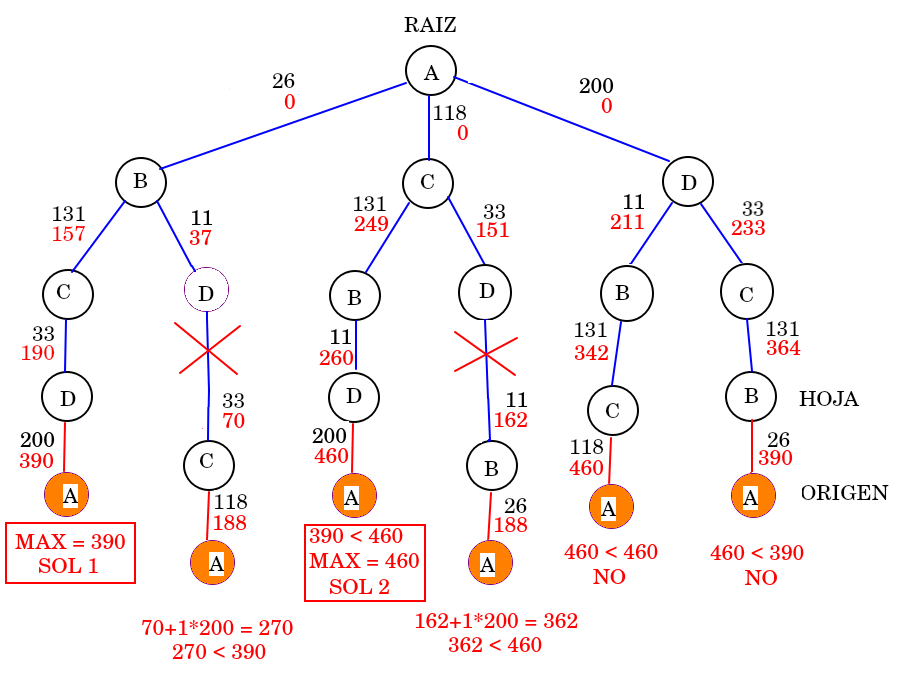 RAIZ
A
26
0
118
0
200
0
B
C
D
131
157
11
37
131
249
33
151
11
211
33
233
C
D
B
D
B
C
33
190
33
70
11
260
11
162
131
342
131
364
D
C
D
B
C
B
HOJA
200
390
118
188
200
460
26
188
118
460
26
390
A
A
A
A
A
A
ORIGEN
MAX = 390
SOL 1
70+1*200 = 270
270 < 390
390 < 460
MAX = 460
SOL 2
162+1*200 = 362
362 < 460
460 < 460
NO
460 < 390
NO